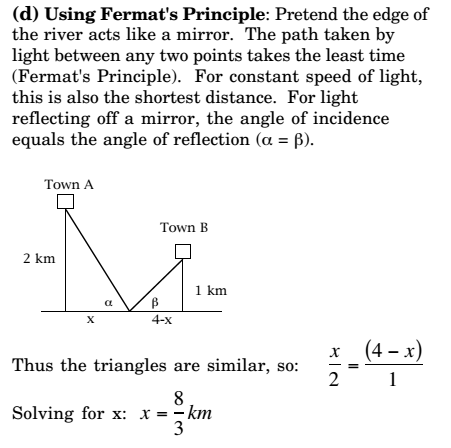 (d) Using Fermat's Principle: Pretend the edge of
the river acts like a mirror. The path taken by
light between any two points takes the least time
(Fermat's Principle). For constant speed of light,
this is also the shortest distance. For light
reflecting off a mirror, the angle of incidence
equals the angle of reflection (α = β).
Town A
Town B
2 km
1 km
α β
x 4-x
Thus the triangles are similar, so: x/2 = (4 – x)/1
Solving for x: x = 8/3 km